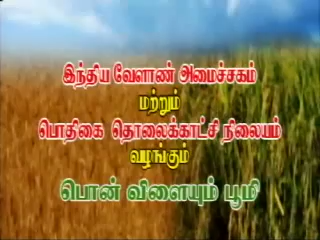 இந்திய வேளாண் அமைச்சகம்
மற்றும்
பொதிகை தொலைக்காட்சி நிலையம்
வழங்கும்
பொன் விளையும் பூமி